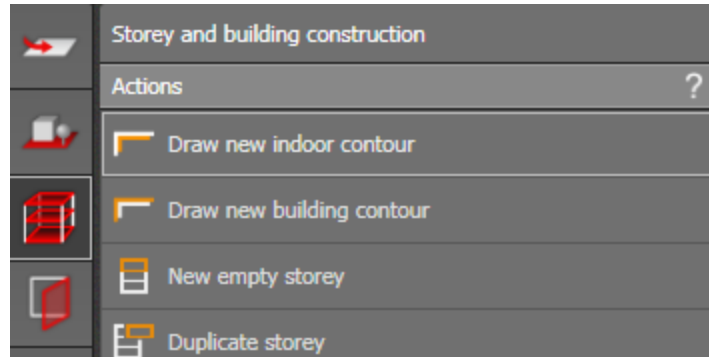 Storey and building construction
Actions ?
Draw new indoor contour
Draw new building contour
New empty storey
Duplicate storey